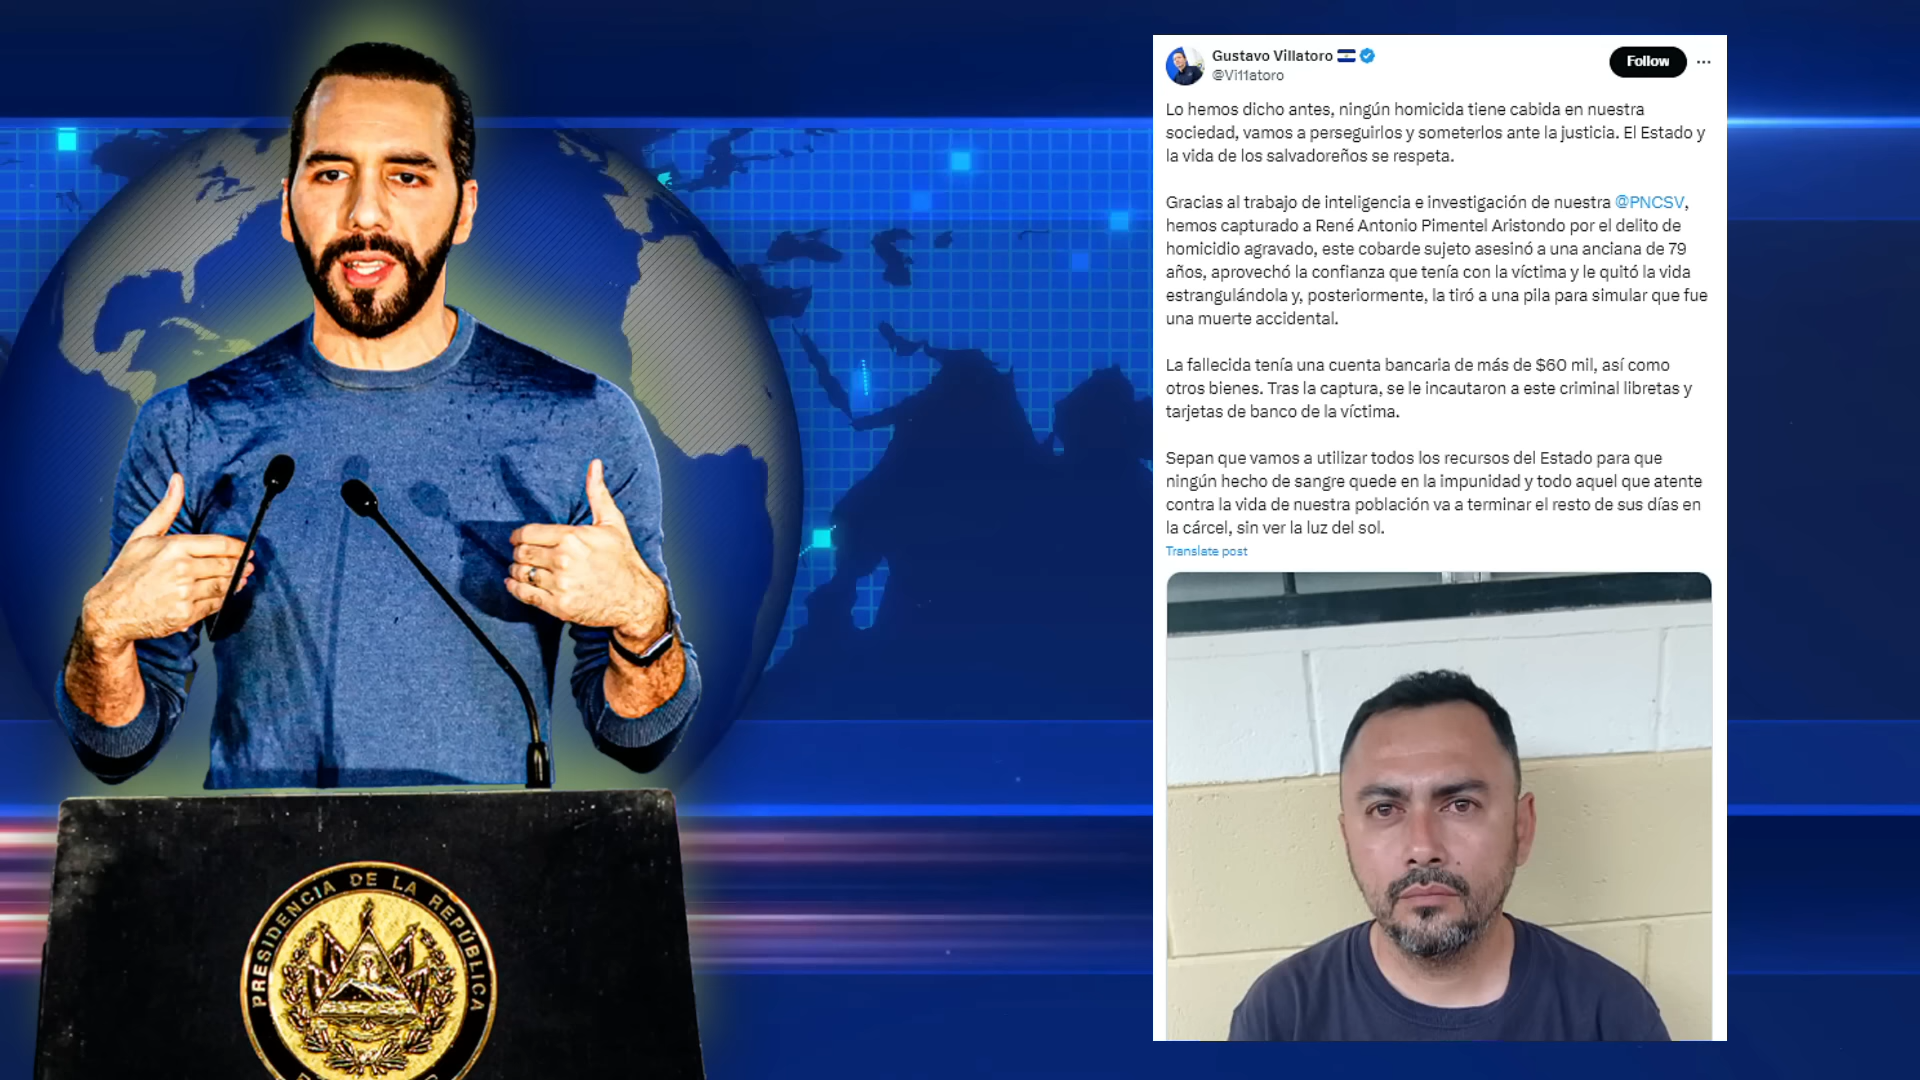 PRESIDENCIA DE LA REPÚBLICA
Gustavo Villatoro
@Vi11atoro
Follow
Lo hemos dicho antes, ningún homicida tiene cabida en nuestra
sociedad, vamos a perseguirlos y someterlos ante la justicia. El Estado y
la vida de los salvadoreños se respeta.
Gracias al trabajo de inteligencia e investigación de nuestra @PNCSV,
hemos capturado a René Antonio Pimentel Aristondo por el delito de
homicidio agravado, este cobarde sujeto asesinó a una anciana de 79
años, aprovechó la confianza que tenía con la víctima y le quitó la vida
estrangulándola y, posteriormente, la tiró a una pila para simular que fue
una muerte accidental.
La fallecida tenía una cuenta bancaria de más de $60 mil, así como
otros bienes. Tras la captura, se le incautaron a este criminal libretas y
tarjetas de banco de la víctima.
Sepan que vamos a utilizar todos los recursos del Estado para que
ningún hecho de sangre quede en la impunidad y todo aquel que atente
contra la vida de nuestra población va a terminar el resto de sus días en
la cárcel, sin ver la luz del sol.
Translate post